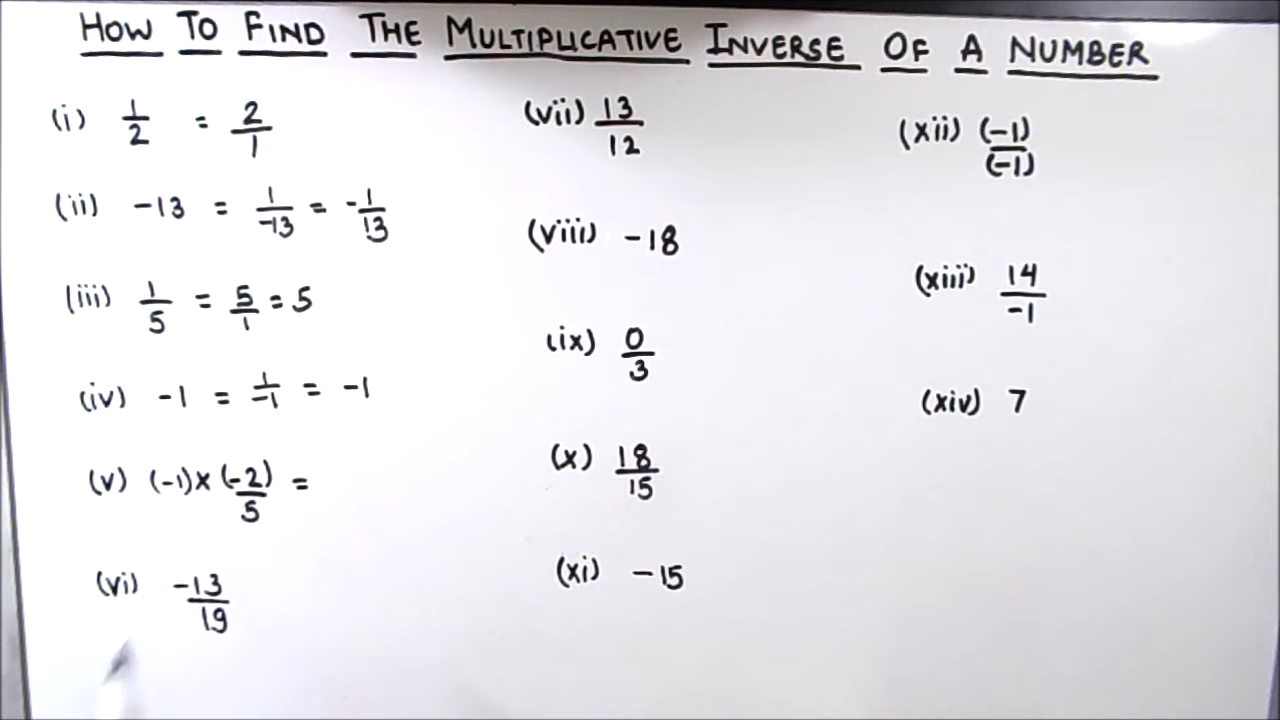 HOW TO FIND THE MULTIPLICATIVE INVERSE OF A NUMBER
(i) 1/2 = 2/1
(ii) -13 = 1/-13 = -1/13
(iii) 1/5 = 5/1 = 5
(iv) -1 = 1/-1 = -1
(v) (-1)×(-2)/5 =
(vi) -13/19
(vii) 13/12
(viii) -18
(ix) 0/3
(x) 18/15
(xi) -15
(xii) (-1)/(-1)
(xiii) 14/-1
(xiv) 7